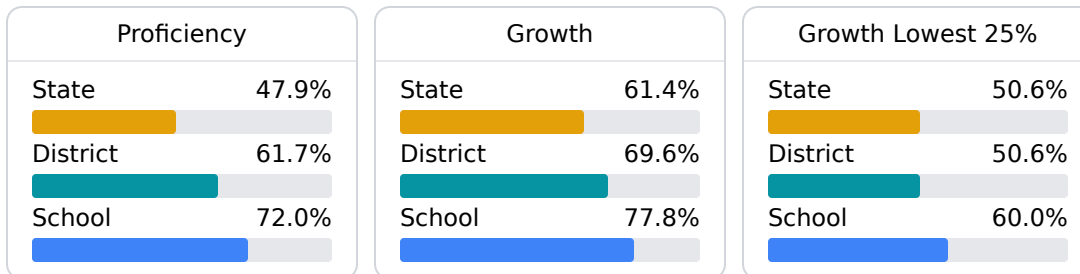 Proficiency
State 47.9%
District 61.7%
School 72.0%
Growth
State 61.4%
District 69.6%
School 77.8%
Growth Lowest 25%
State 50.6%
District 50.6%
School 60.0%